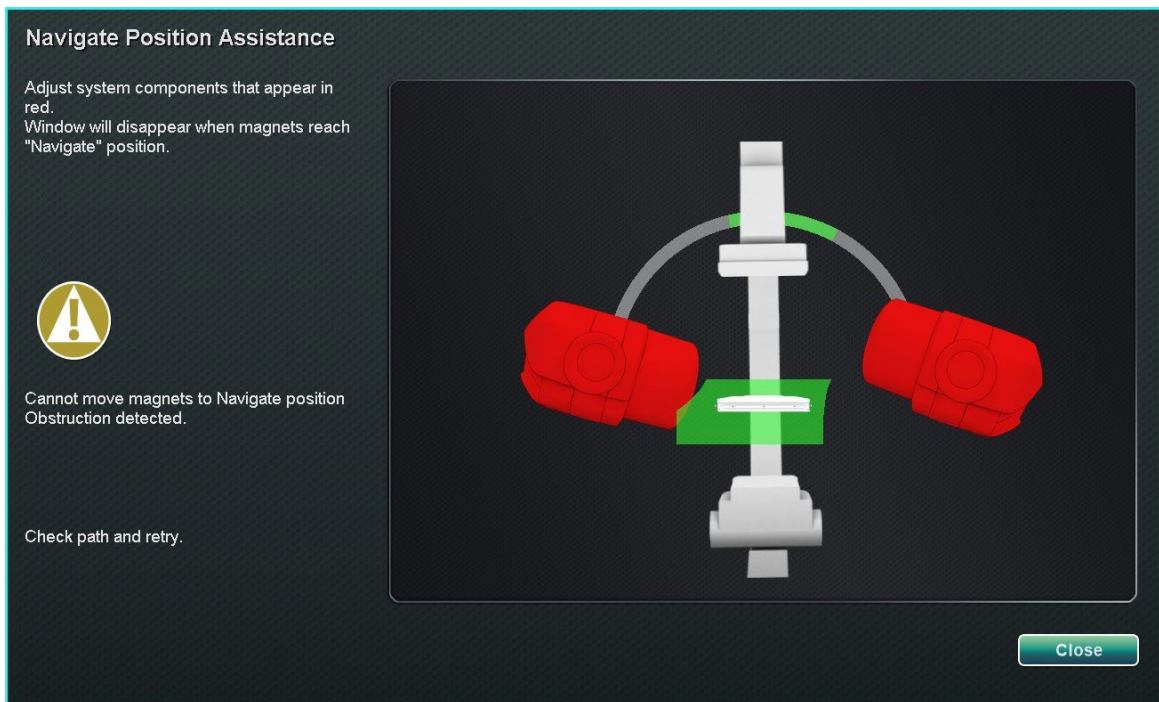 Navigate Position Assistance
Adjust system components that appear in
red.
Window will disappear when magnets reach
"Navigate" position.
Cannot move magnets to Navigate position
Obstruction detected.
Check path and retry.
Close